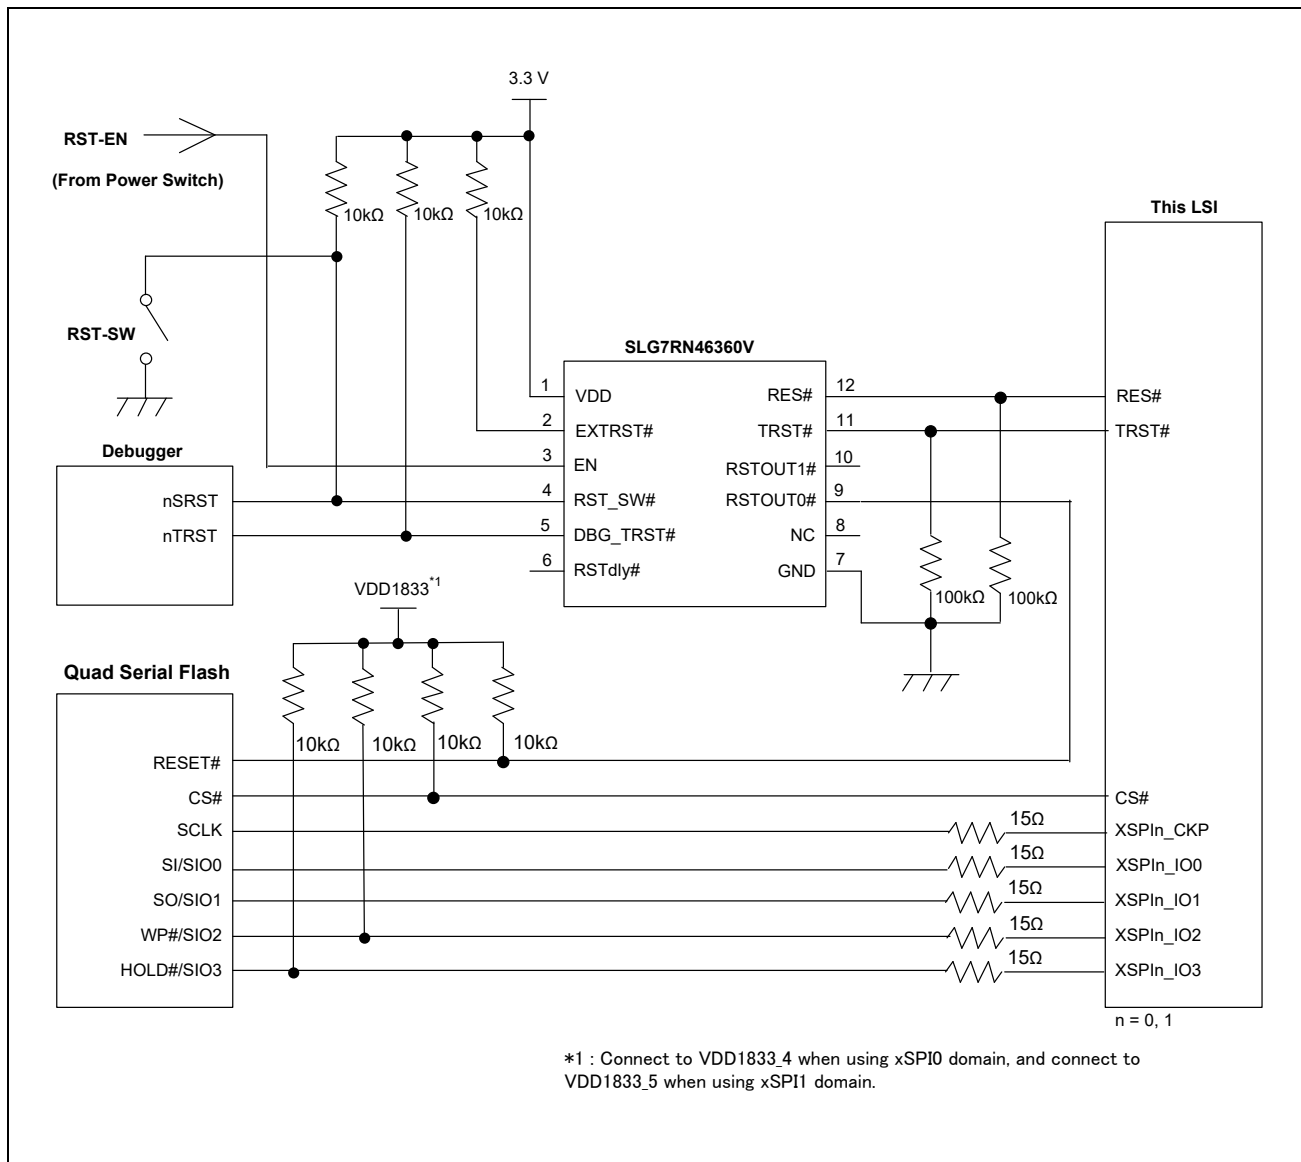 3.3 V
RST-EN
(From Power Switch)
10kΩ
10kΩ
10kΩ
This LSI
RST-SW
SLG7RN46360V
1
VDD
RES#
12
RES#
2
EXTRST#
TRST#
11
TRST#
Debugger
3
EN
RSTOUT1#
10
nSRST
4
RST_SW#
RSTOUT0#
9
nTRST
5
DBG_TRST#
NC
8
6
RSTdly#
GND
7
VDD1833*1
100kΩ
100kΩ
Quad Serial Flash
10kΩ
10kΩ
10kΩ
10kΩ
RESET#
CS#
CS#
SCLK
15Ω
XSPIn_CKP
SI/SIO0
15Ω
XSPIn_IO0
SO/SIO1
15Ω
XSPIn_IO1
WP#/SIO2
15Ω
XSPIn_IO2
HOLD#/SIO3
15Ω
XSPIn_IO3
n = 0, 1
*1 : Connect to VDD1833_4 when using xSPI0 domain, and connect to
VDD1833_5 when using xSPI1 domain.